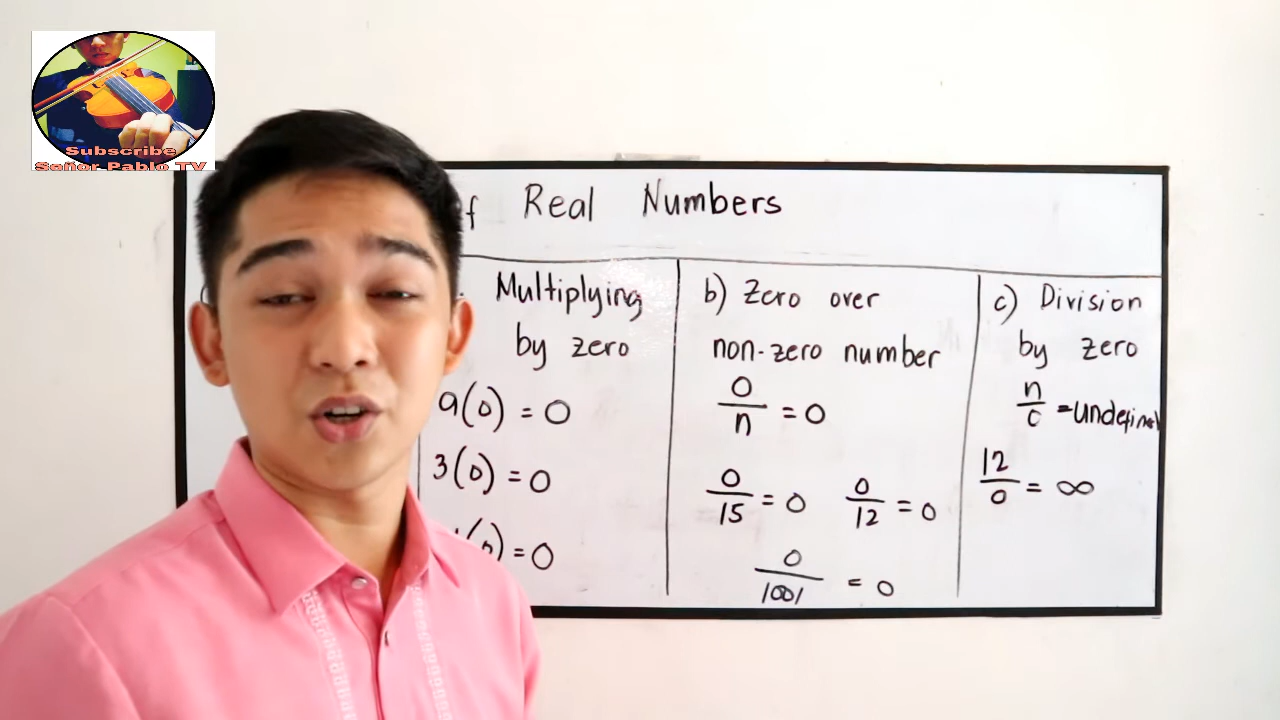 Subscribe
Señor Pablo TV
f Real Numbers
Multiplying
by zero
a(0) = 0
3(0) = 0
(0) = 0
b) Zero over
non-zero number
0/n = 0
0/15 = 0 0/12 = 0
0/1001 = 0
c) Division
by zero
n/0 = undefined
12/0 = ∞